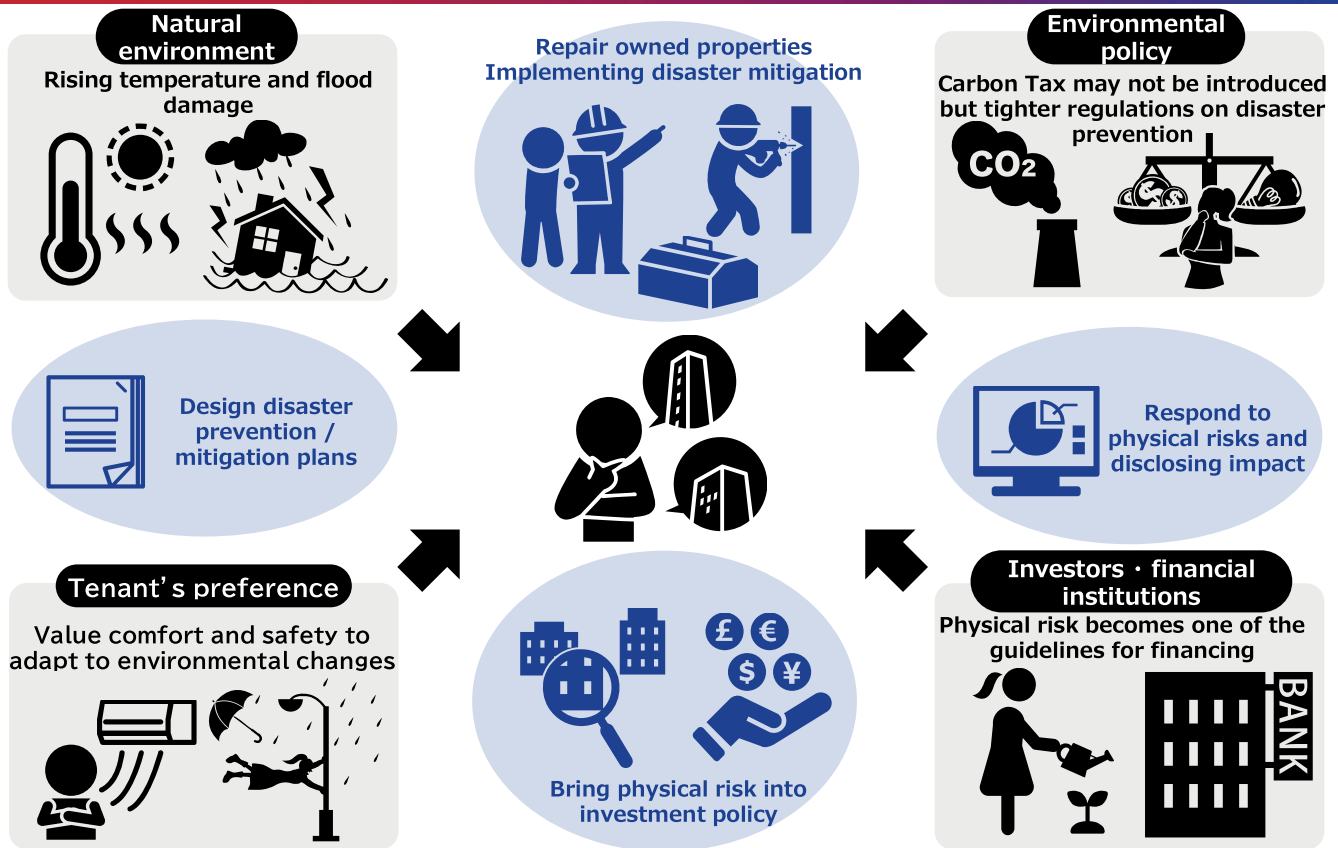 Natural
environment
Rising temperature and flood
damage
Repair owned properties
Implementing disaster mitigation
Environmental
policy
Carbon Tax may not be introduced
but tighter regulations on disaster
prevention
CO2
Design disaster
prevention /
mitigation plans
Respond to
physical risks and
disclosing impact
Tenant's preference
Value comfort and safety to
adapt to environmental changes
£ €
$ ¥
Bring physical risk into
investment policy
Investors・financial
institutions
Physical risk becomes one of the
guidelines for financing
BANK